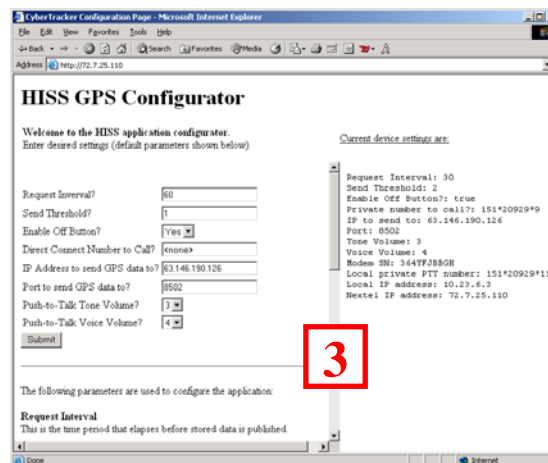 CyberTracker Configuration Page - Microsoft Internet Explorer
File Edit View Favorites Tools Help
Back Search Favorites Media
Address http://72.7.25.110
HISS GPS Configurator
Welcome to the HISS application configurator.
Enter desired settings (default parameters shown below)
Request Inverval? 60
Send Threshold? 1
Enable Off Button? Yes
Direct Connect Number to Call? <none>
IP Address to send GPS data to? 63.146.190.126
Port to send GPS data to? 8502
Push-to-Talk Tone Volume? 3
Push-to-Talk Voice Volume? 4
Submit
The following parameters are used to configure the application:
Request Interval
This is the time period that elapses before stored data is published.
Current device settings are:
Request Interval: 30
Send Threshold: 2
Enable Off Button?: true
Private number to call?: 151*20929*9
IP to send to: 63.146.190.126
Port: 8502
Tone Volume: 3
Voice Volume: 4
Modem SN: 364YFJBBGH
Local private PTT number: 151*20929*11
Local IP address: 10.23.6.3
Nextel IP address: 72.7.25.110
3
Done
Internet